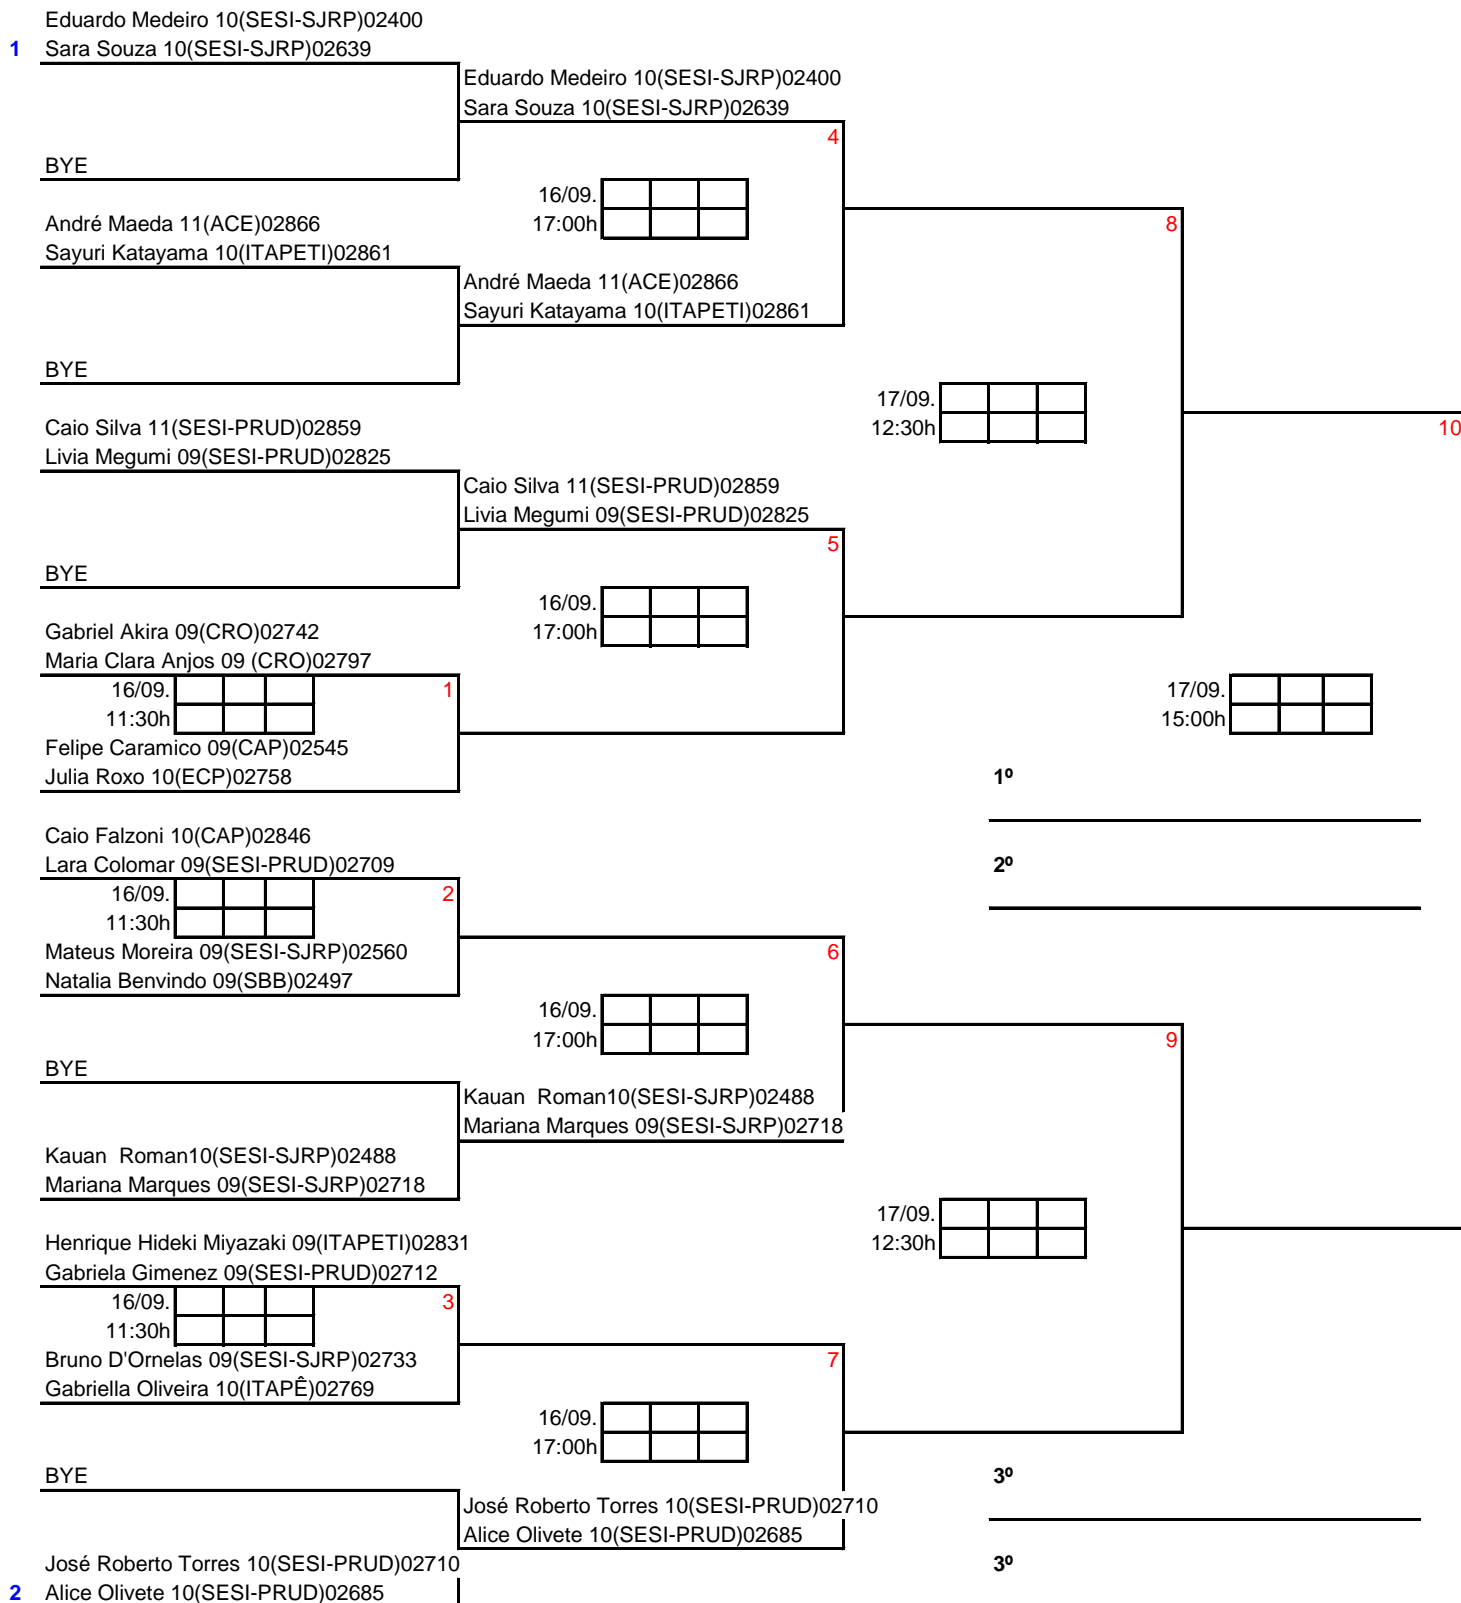 Eduardo Medeiro 10(SESI-SJRP)02400
1 Sara Souza 10(SESI-SJRP)02639
Eduardo Medeiro 10(SESI-SJRP)02400
Sara Souza 10(SESI-SJRP)02639
4
BYE
16/09.
17:00h
André Maeda 11(ACE)02866
8
Sayuri Katayama 10(ITAPETI)02861
André Maeda 11(ACE)02866
Sayuri Katayama 10(ITAPETI)02861
BYE
17/09.
12:30h
Caio Silva 11(SESI-PRUD)02859
10
Livia Megumi 09(SESI-PRUD)02825
Caio Silva 11(SESI-PRUD)02859
Livia Megumi 09(SESI-PRUD)02825
5
BYE
16/09.
17:00h
Gabriel Akira 09(CRO)02742
Maria Clara Anjos 09 (CRO)02797
16/09.
1
11:30h
17/09.
15:00h
Felipe Caramico 09(CAP)02545
Julia Roxo 10(ECP)02758
1º
Caio Falzoni 10(CAP)02846
Lara Colomar 09(SESI-PRUD)02709
2º
16/09.
2
11:30h
Mateus Moreira 09(SESI-SJRP)02560
6
Natalia Benvindo 09(SBB)02497
16/09.
17:00h
9
BYE
Kauan  Roman10(SESI-SJRP)02488
Mariana Marques 09(SESI-SJRP)02718
Kauan  Roman10(SESI-SJRP)02488
Mariana Marques 09(SESI-SJRP)02718
17/09.
12:30h
Henrique Hideki Miyazaki 09(ITAPETI)02831
Gabriela Gimenez 09(SESI-PRUD)02712
16/09.
3
11:30h
Bruno D'Ornelas 09(SESI-SJRP)02733
7
Gabriella Oliveira 10(ITAPÊ)02769
16/09.
17:00h
BYE
3º
José Roberto Torres 10(SESI-PRUD)02710
Alice Olivete 10(SESI-PRUD)02685
José Roberto Torres 10(SESI-PRUD)02710
3º
2 Alice Olivete 10(SESI-PRUD)02685